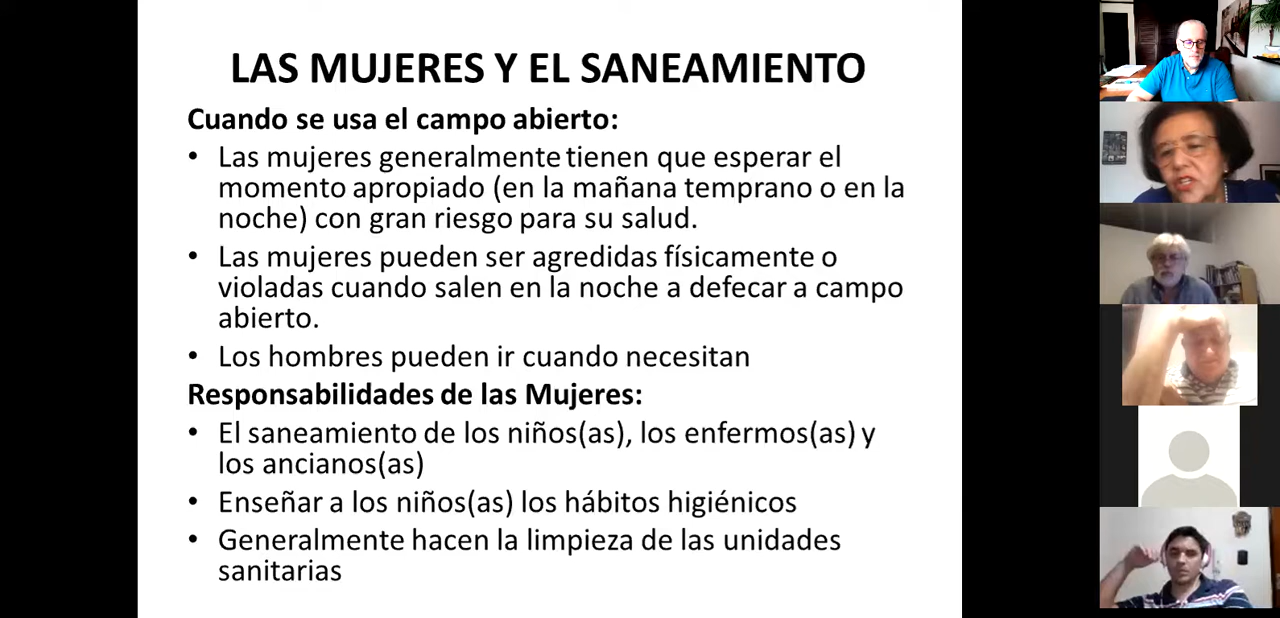 LAS MUJERES Y EL SANEAMIENTO
Cuando se usa el campo abierto:
• Las mujeres generalmente tienen que esperar el
momento apropiado (en la mañana temprano o en la
noche) con gran riesgo para su salud.
• Las mujeres pueden ser agredidas físicamente o
violadas cuando salen en la noche a defecar a campo
abierto.
• Los hombres pueden ir cuando necesitan
Responsabilidades de las Mujeres:
• El saneamiento de los niños(as), los enfermos(as) y
los ancianos(as)
• Enseñar a los niños(as) los hábitos higiénicos
• Generalmente hacen la limpieza de las unidades
sanitarias